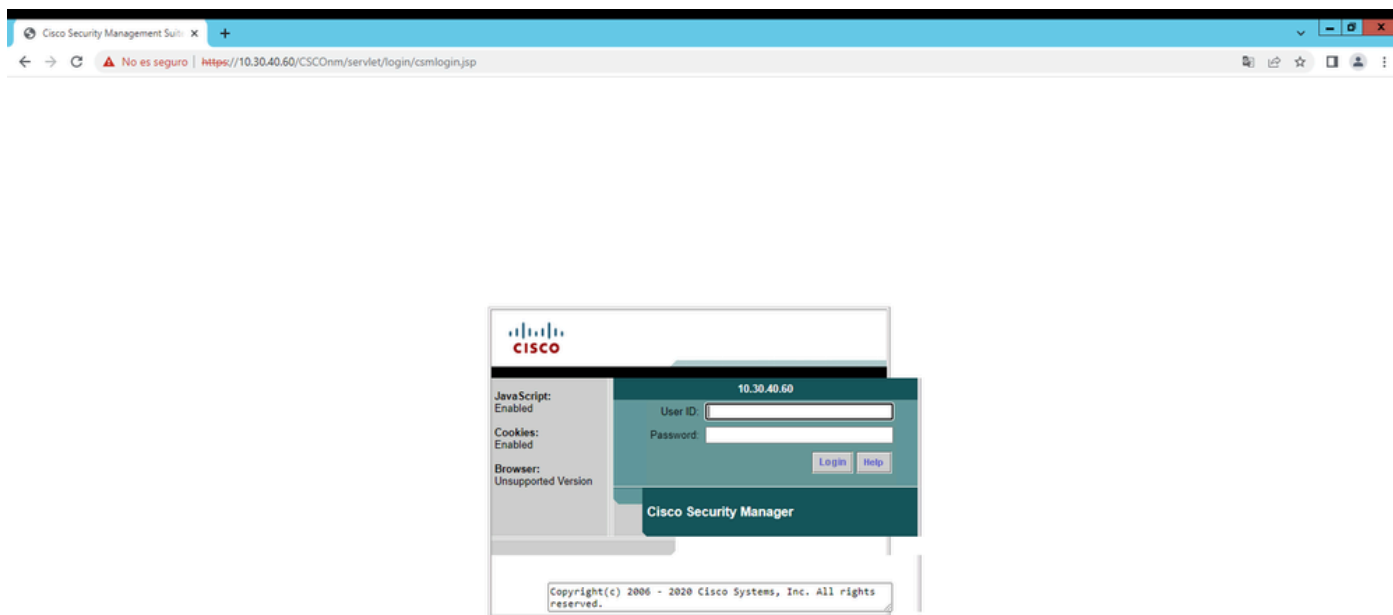 Cisco Security Management Suit
No es seguro | https://10.30.40.60/CSCOnm/servlet/login/csmlogin.jsp
CISCO
10.30.40.60
JavaScript:
Enabled
User ID:
Cookies:
Enabled
Password:
Browser:
Unsupported Version
Login Help
Cisco Security Manager
Copyright(c) 2006 - 2020 Cisco Systems, Inc. All rights
reserved.